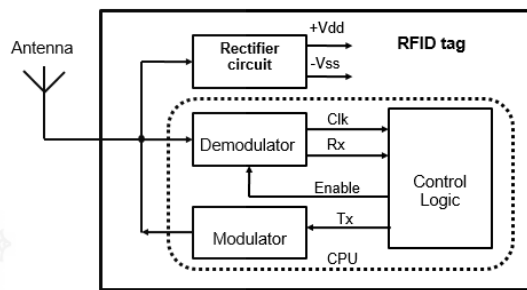 Antenna
Rectifier
circuit
+Vdd
-Vss
RFID tag
Demodulator
Clk
Rx
Enable
Control
Logic
Modulator
Tx
CPU